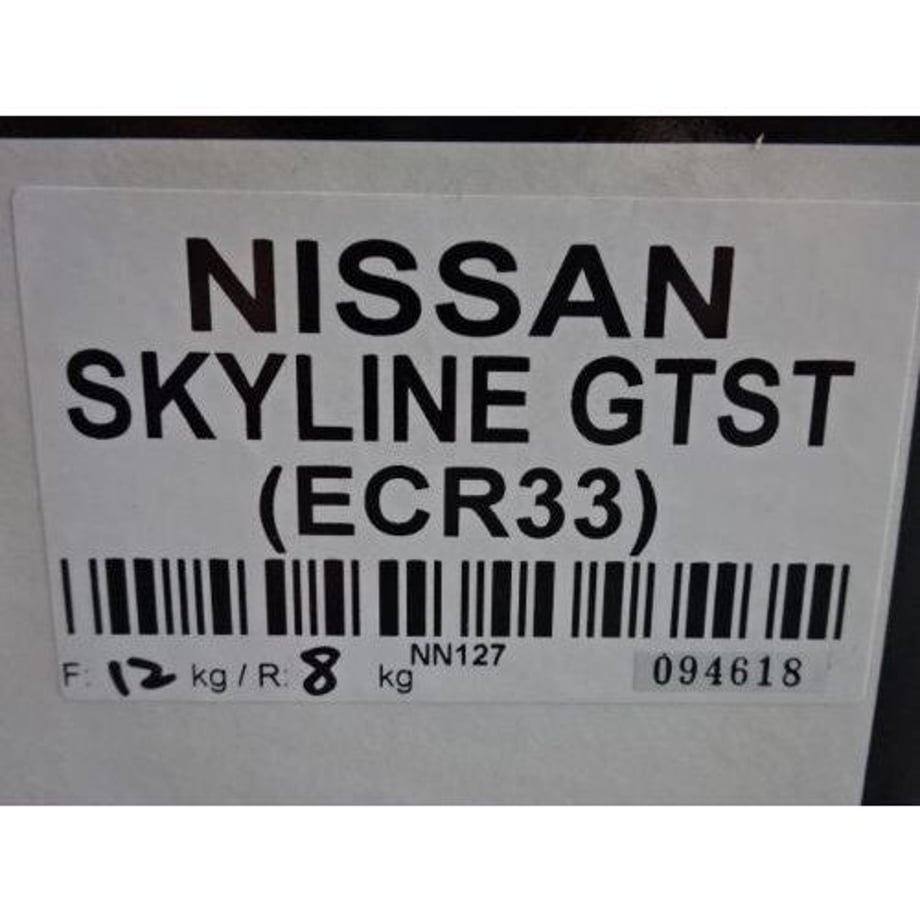 NISSAN
SKYLINE GTST
(ECR33)
NN127
F: 12 kg / R: 8 kg
094618